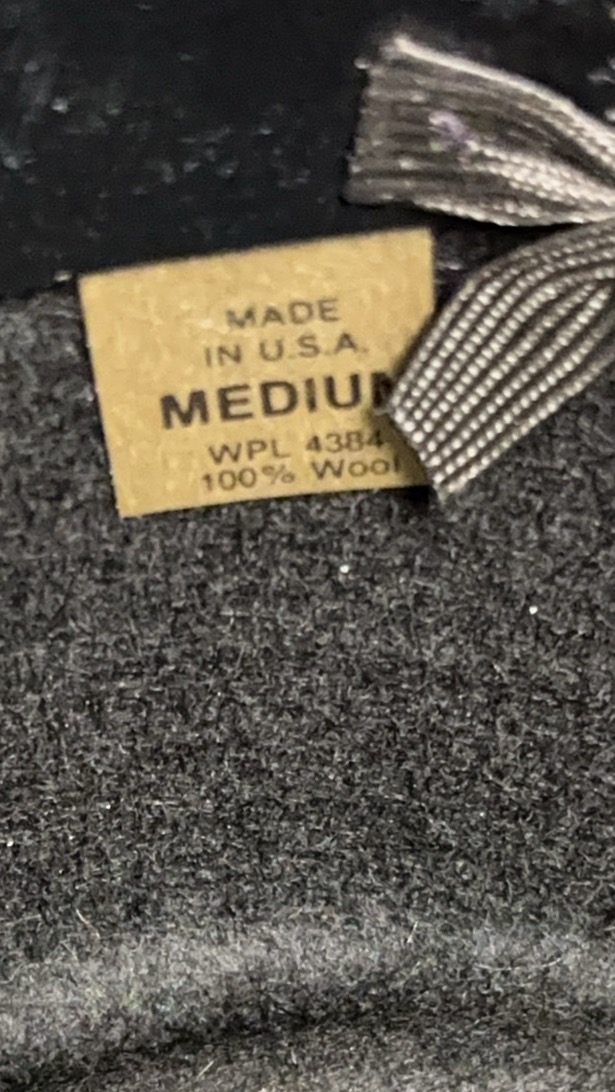 MADE
IN U.S.A.
MEDIUM
WPL 4384
100% Wool